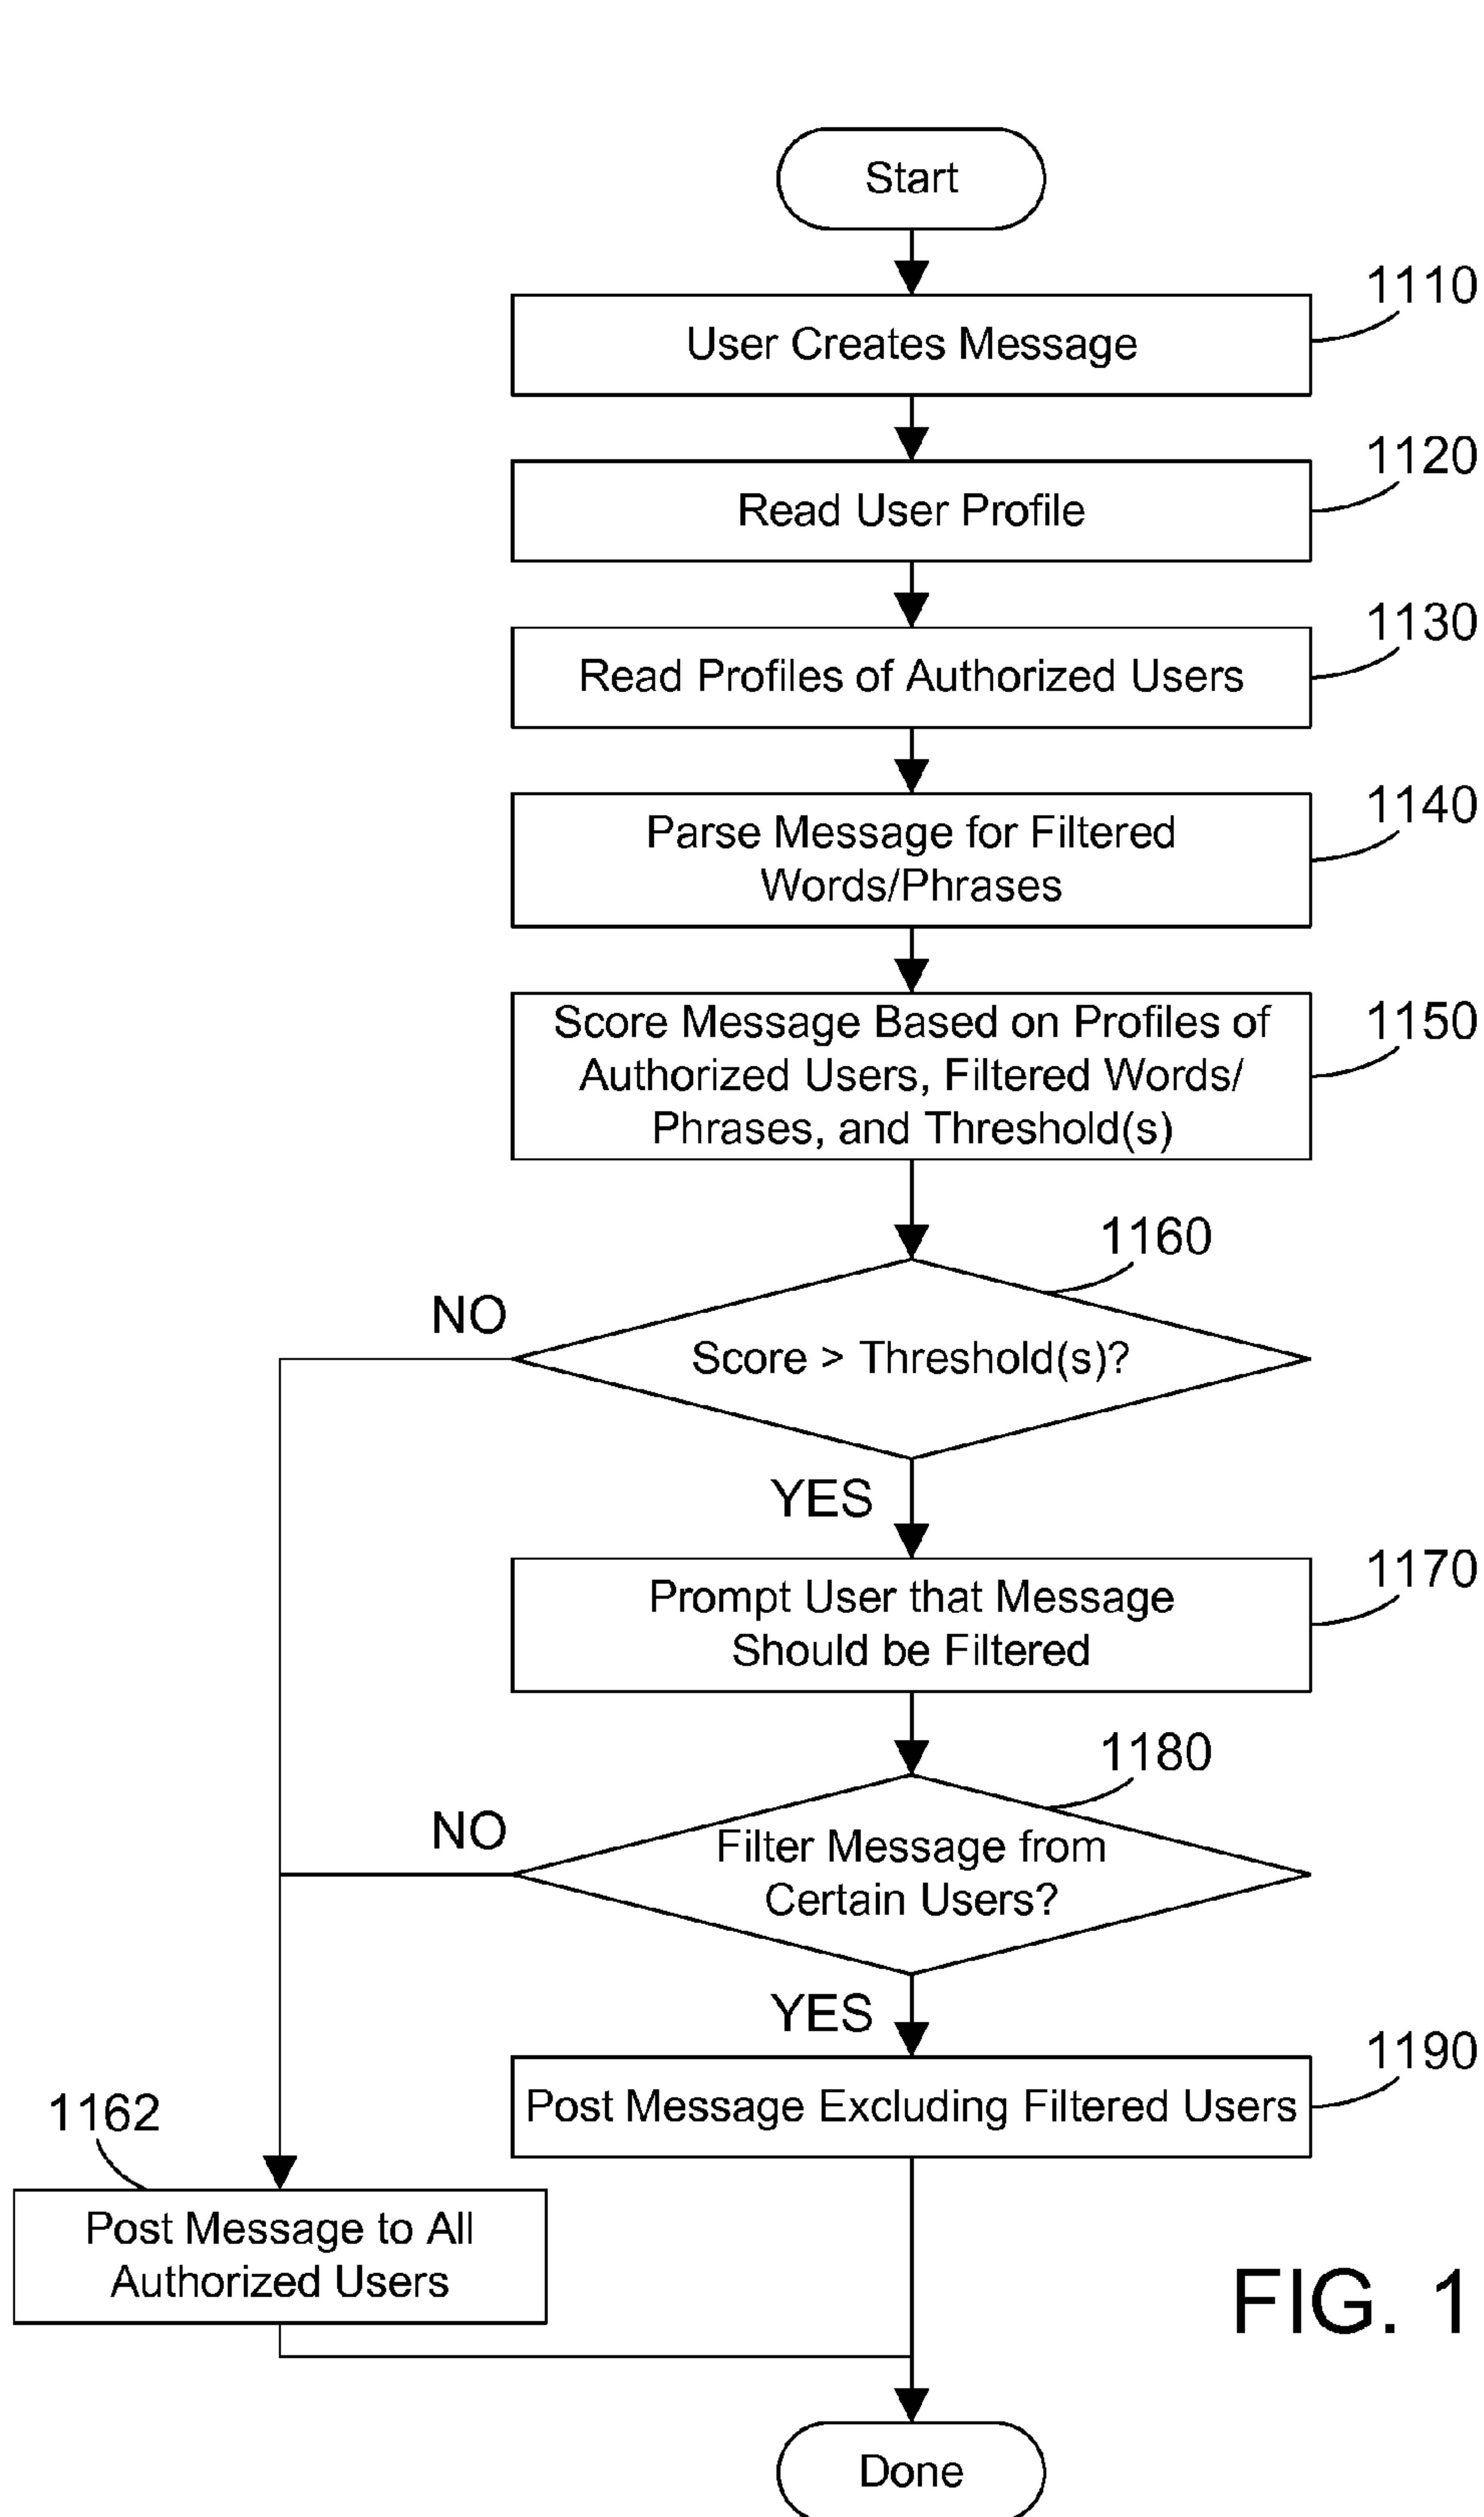 Start
1110
User Creates Message
1120
Read User Profile
1130
Read Profiles of Authorized Users
1140
Parse Message for Filtered
Words/Phrases
1150
Score Message Based on Profiles of
Authorized Users, Filtered Words/
Phrases, and Threshold(s)
1160
NO
Score > Threshold(s)?
YES
1170
Prompt User that Message
Should be Filtered
1180
NO
Filter Message from
Certain Users?
YES
1190
Post Message Excluding Filtered Users
1162
Post Message to All
Authorized Users
FIG. 1
Done